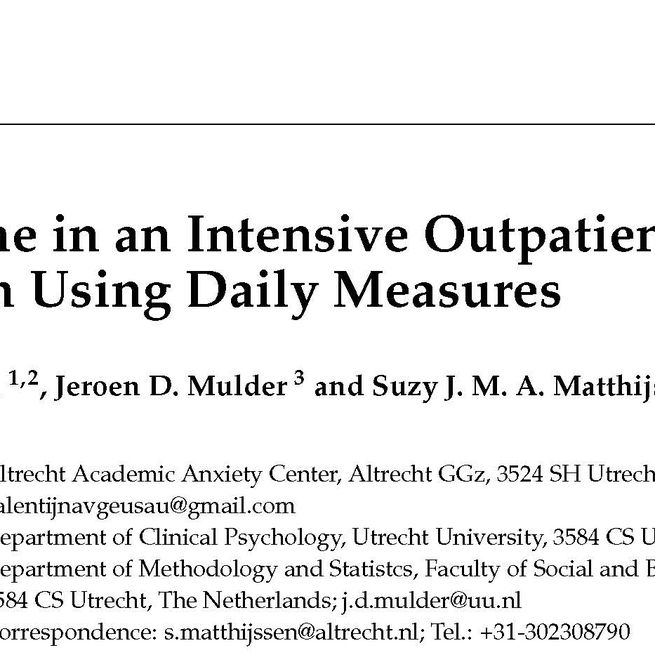 ne in an Intensive Outpatien
n Using Daily Measures
1,2, Jeroen D. Mulder 3 and Suzy J. M. A. Matthijs
ltrecht Academic Anxiety Center, Altrecht GGz, 3524 SH Utrech
alentijnavgeusau@gmail.com
epartment of Clinical Psychology, Utrecht University, 3584 CS U
epartment of Methodology and Statistcs, Faculty of Social and B
584 CS Utrecht, The Netherlands; j.d.mulder@uu.nl
orrespondence: s.matthijssen@altrecht.nl; Tel.: +31-302308790